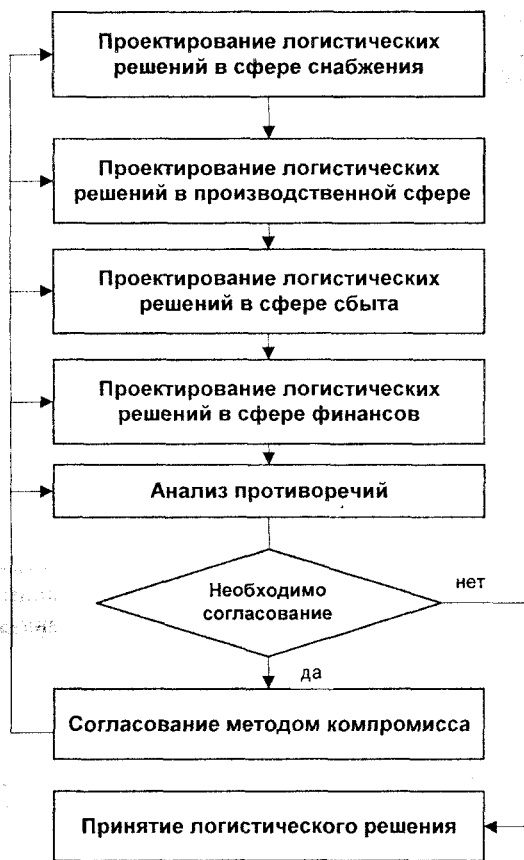 Проектирование логистических
решений в сфере снабжения
Проектирование логистических
решений в производственной сфере
Проектирование логистических
решений в сфере сбыта
Проектирование логистических
решений в сфере финансов
Анализ противоречий
Необходимо
согласование
нет
да
Согласование методом компромисса
Принятие логистического решения